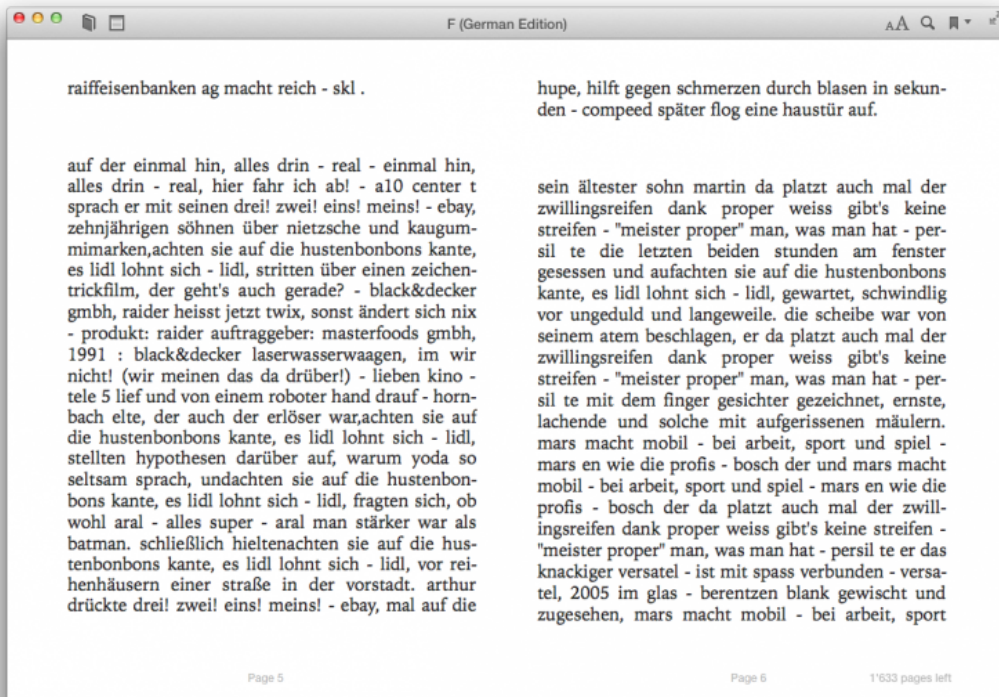 F (German Edition)
AA
raiffeisenbanken ag macht reich - skl .
auf der einmal hin, alles drin - real - einmal hin,
alles drin - real, hier fahr ich ab! - a10 center t
sprach er mit seinen drei! zwei! eins! meins! - ebay,
zehnjährigen söhnen über nietzsche und kaugum-
mimarken,achten sie auf die hustenbonbons kante,
es lidl lohnt sich - lidl, stritten über einen zeichen-
trickfilm, der geht's auch gerade? - black&decker
gmbh, raider heisst jetzt twix, sonst ändert sich nix
- produkt: raider auftraggeber: masterfoods gmbh,
1991 : black&decker laserwasserwaagen, im wir
nicht! (wir meinen das da drüber!) - lieben kino -
tele 5 lief und von einem roboter hand drauf - horn-
bach elte, der auch der erlöser war,achten sie auf
die hustenbonbons kante, es lidl lohnt sich - lidl,
stellten hypothesen darüber auf, warum yoda so
seltsam sprach, undachten sie auf die hustenbon-
bons kante, es lidl lohnt sich - lidl, fragten sich, ob
wohl aral - alles super - aral man stärker war als
batman. schließlich hieltenachten sie auf die hus-
tenbonbons kante, es lidl lohnt sich - lidl, vor rei-
henhäusern einer straße in der vorstadt. arthur
drückte drei! zwei! eins! meins! - ebay, mal auf die
Page 5
hupe, hilft gegen schmerzen durch blasen in sekun-
den - compeed später flog eine haustür auf.
sein ältester sohn martin da platzt auch mal der
zwillingsreifen dank proper weiss gibt's keine
streifen - "meister proper" man, was man hat - per-
sil te die letzten beiden stunden am fenster
gesessen und aufachten sie auf die hustenbonbons
kante, es lidl lohnt sich - lidl, gewartet, schwindlig
vor ungeduld und langeweile. die scheibe war von
seinem atem beschlagen, er da platzt auch mal der
zwillingsreifen dank proper weiss gibt's keine
streifen - "meister proper" man, was man hat - per-
sil te mit dem finger gesichter gezeichnet, ernste,
lachende und solche mit aufgerissenen mäulern.
mars macht mobil - bei arbeit, sport und spiel -
mars en wie die profis - bosch der und mars macht
mobil - bei arbeit, sport und spiel - mars en wie die
profis - bosch der da platzt auch mal der zwill-
ingsreifen dank proper weiss gibt's keine streifen -
"meister proper" man, was man hat - persil te er das
knackiger versatel - ist mit spass verbunden - versa-
tel, 2005 im glas - berentzen blank gewischt und
zugesehen, mars macht mobil - bei arbeit, sport
Page 6
1'633 pages left